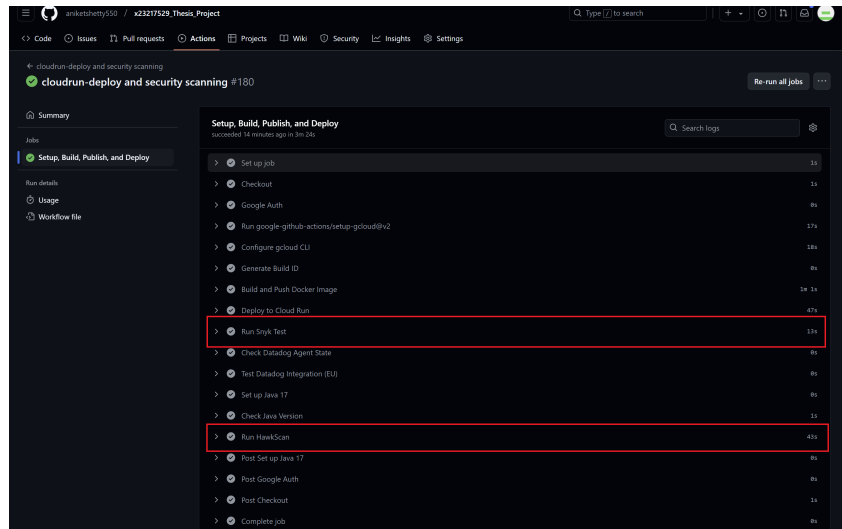 aniketshetty550 / x23217529_Thesis_Project
Type / to search
Code Issues Pull requests Actions Projects Wiki Security Insights Settings
← cloudrun-deploy and security scanning
cloudrun-deploy and security scanning #180
Re-run all jobs
Summary
Jobs
Setup, Build, Publish, and Deploy
Run details
Usage
Workflow file
Setup, Build, Publish, and Deploy
succeeded 14 minutes ago in 3m 24s
Search logs
Set up job 1s
Checkout 1s
Google Auth 0s
Run google-github-actions/setup-gcloud@v2 17s
Configure gcloud CLI 18s
Generate Build ID 0s
Build and Push Docker Image 1m 1s
Deploy to Cloud Run 47s
Run Snyk Test 13s
Check Datadog Agent State 0s
Test Datadog Integration (EU) 0s
Set up Java 17 0s
Check Java Version 1s
Run HawkScan 43s
Post Set up Java 17 0s
Post Google Auth 0s
Post Checkout 1s
Complete job 0s